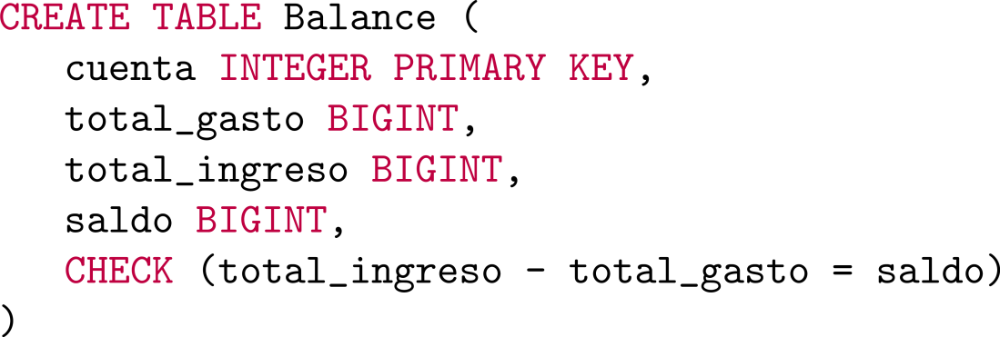 CREATE TABLE Balance (
cuenta INTEGER PRIMARY KEY,
total_gasto BIGINT,
total_ingreso BIGINT,
saldo BIGINT,
CHECK (total_ingreso - total_gasto = saldo)
)